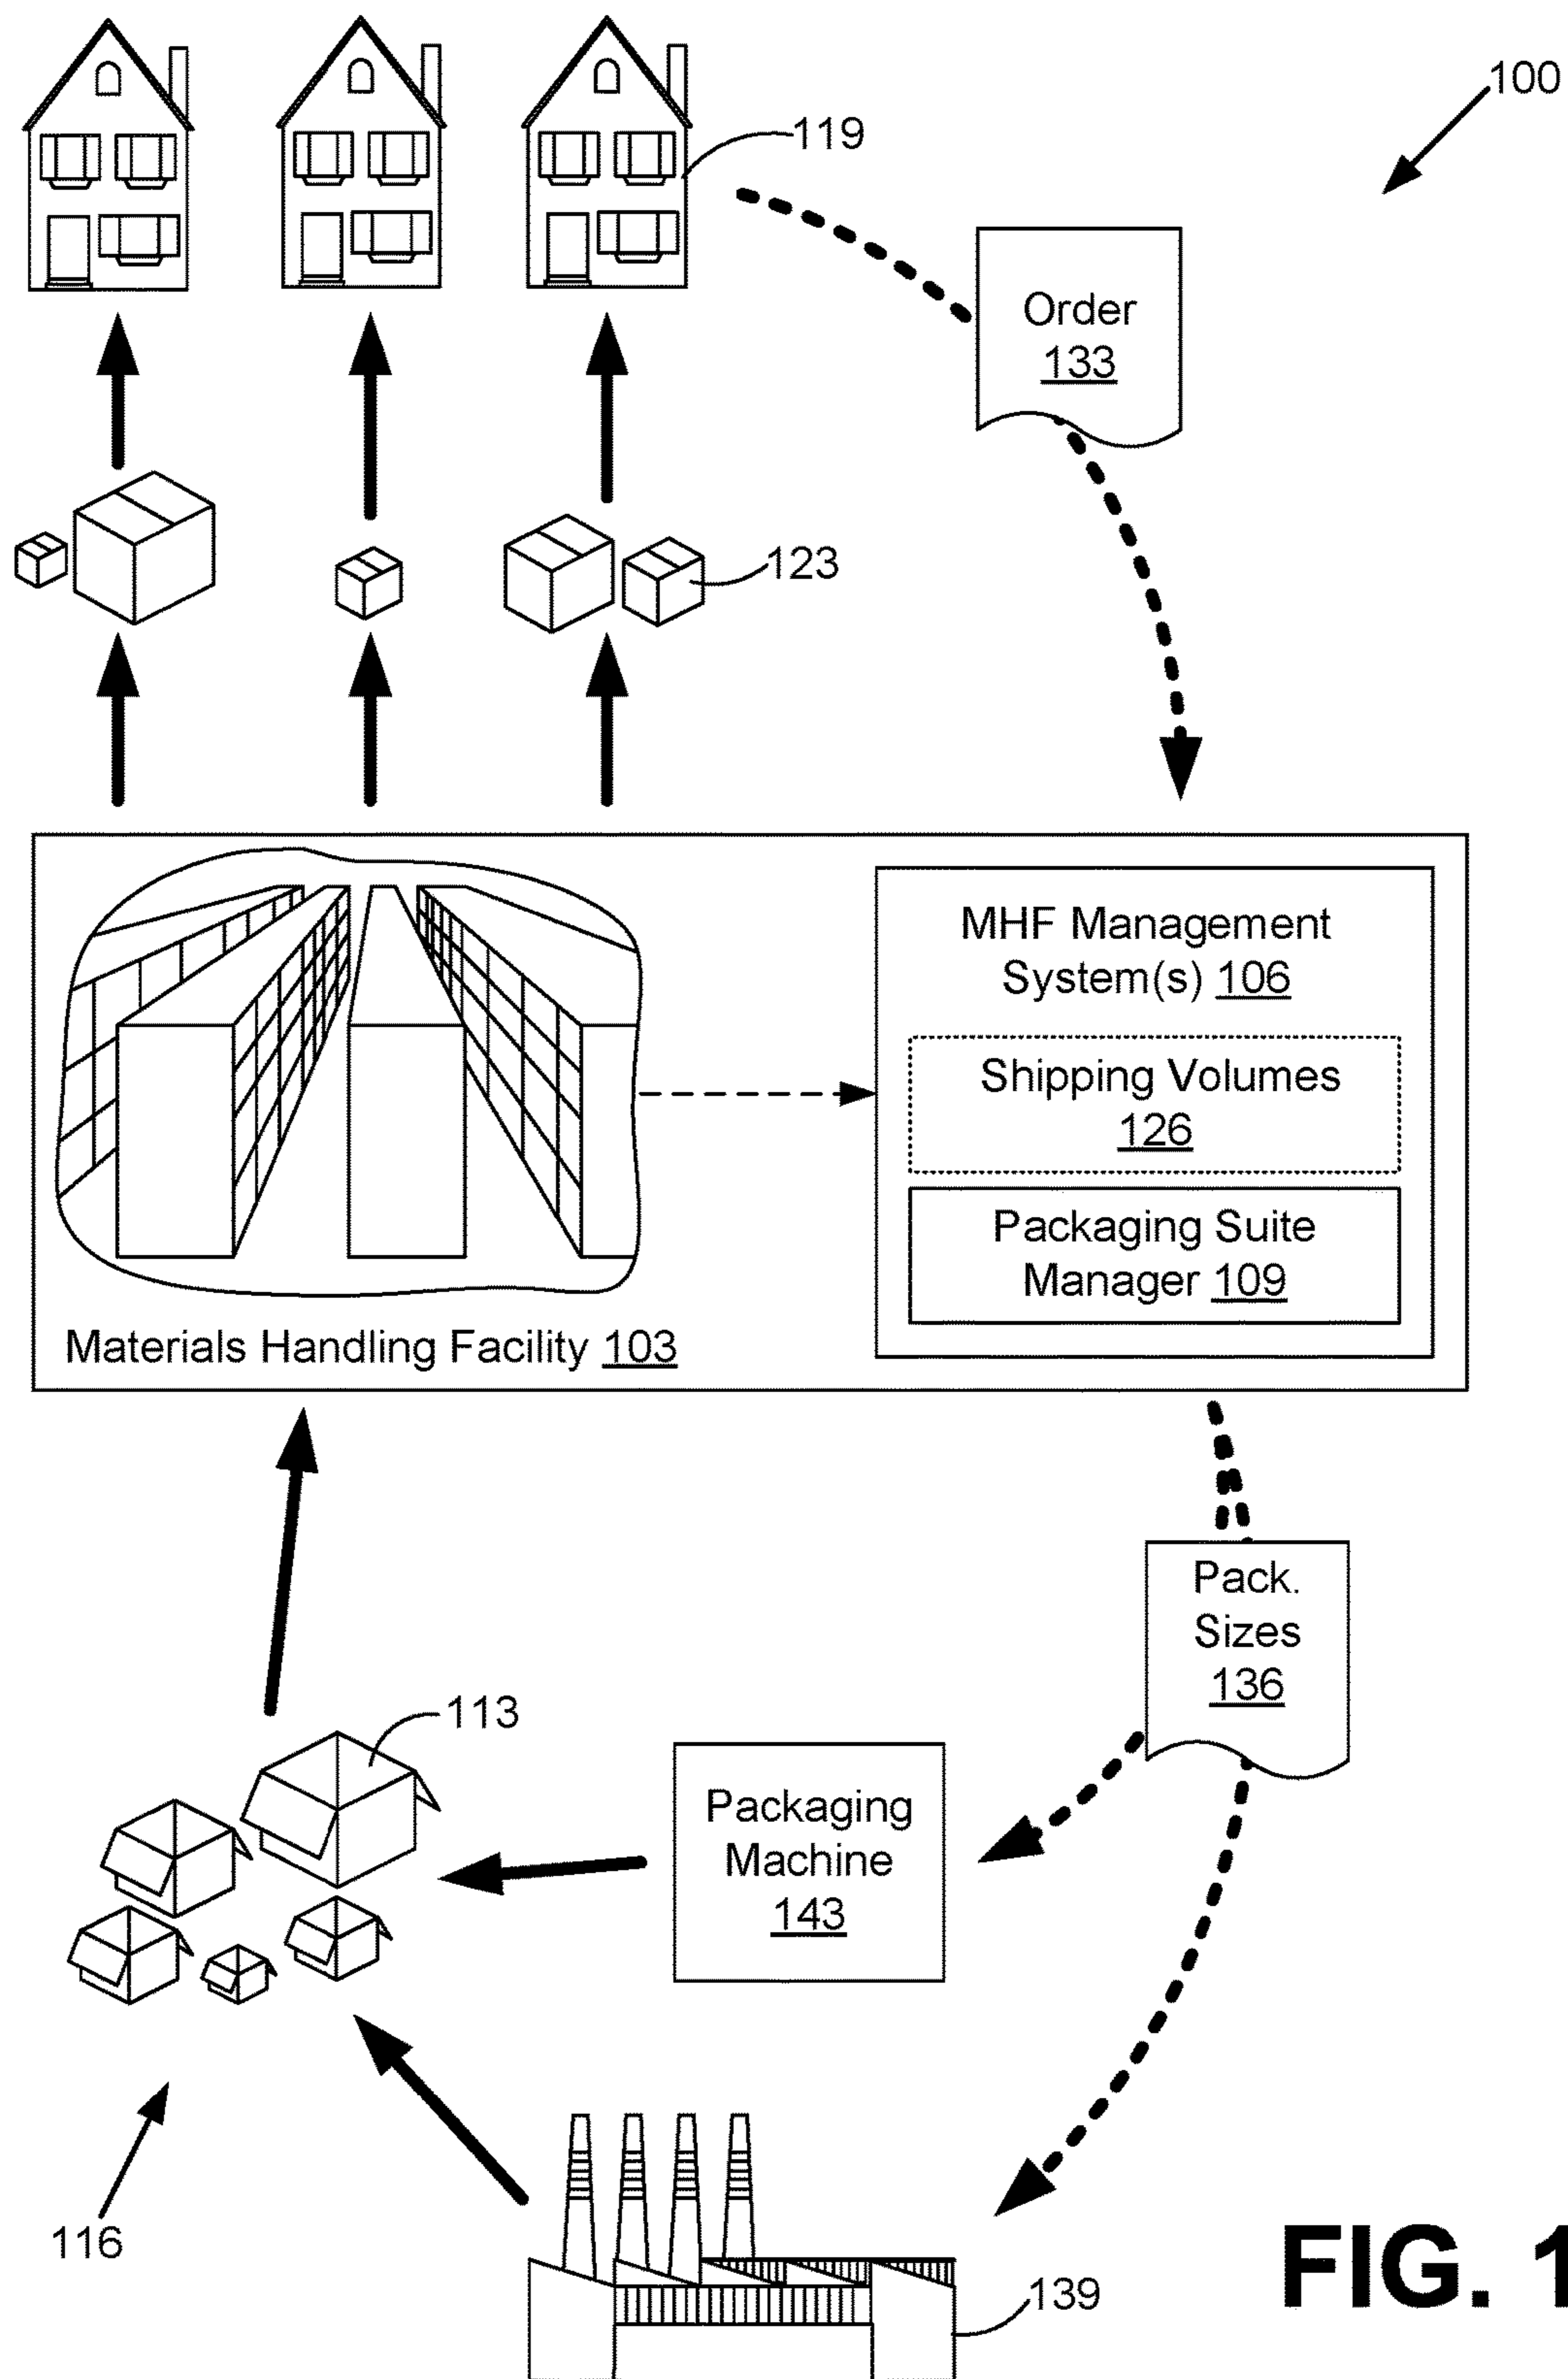 100
119
Order
133
123
MHF Management
System(s) 106
Shipping Volumes
126
Packaging Suite
Manager 109
Materials Handling Facility 103
Pack.
Sizes
136
113
Packaging
Machine
143
116
139
FIG. 1